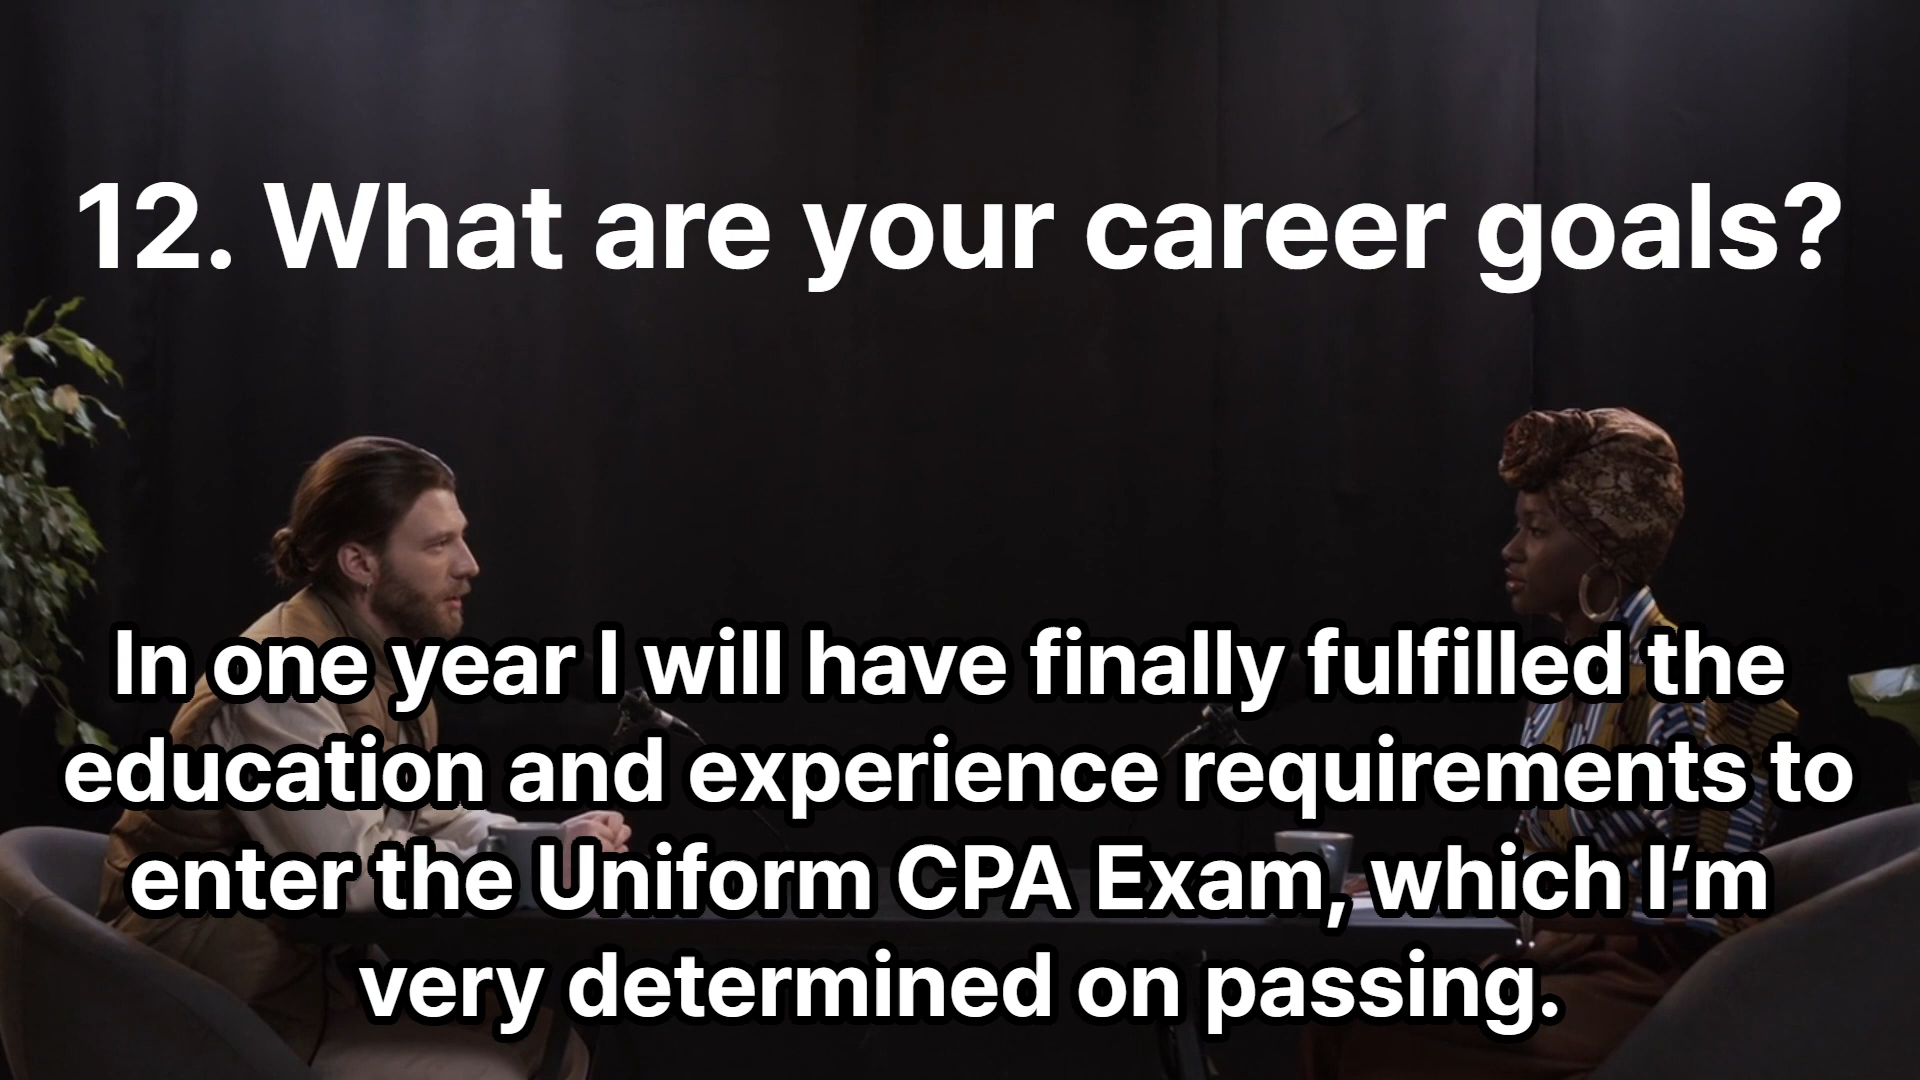 12. What are your career goals?
In one year I will have finally fulfilled the
education and experience requirements to
enter the Uniform CPA Exam, which I’m
very determined on passing.